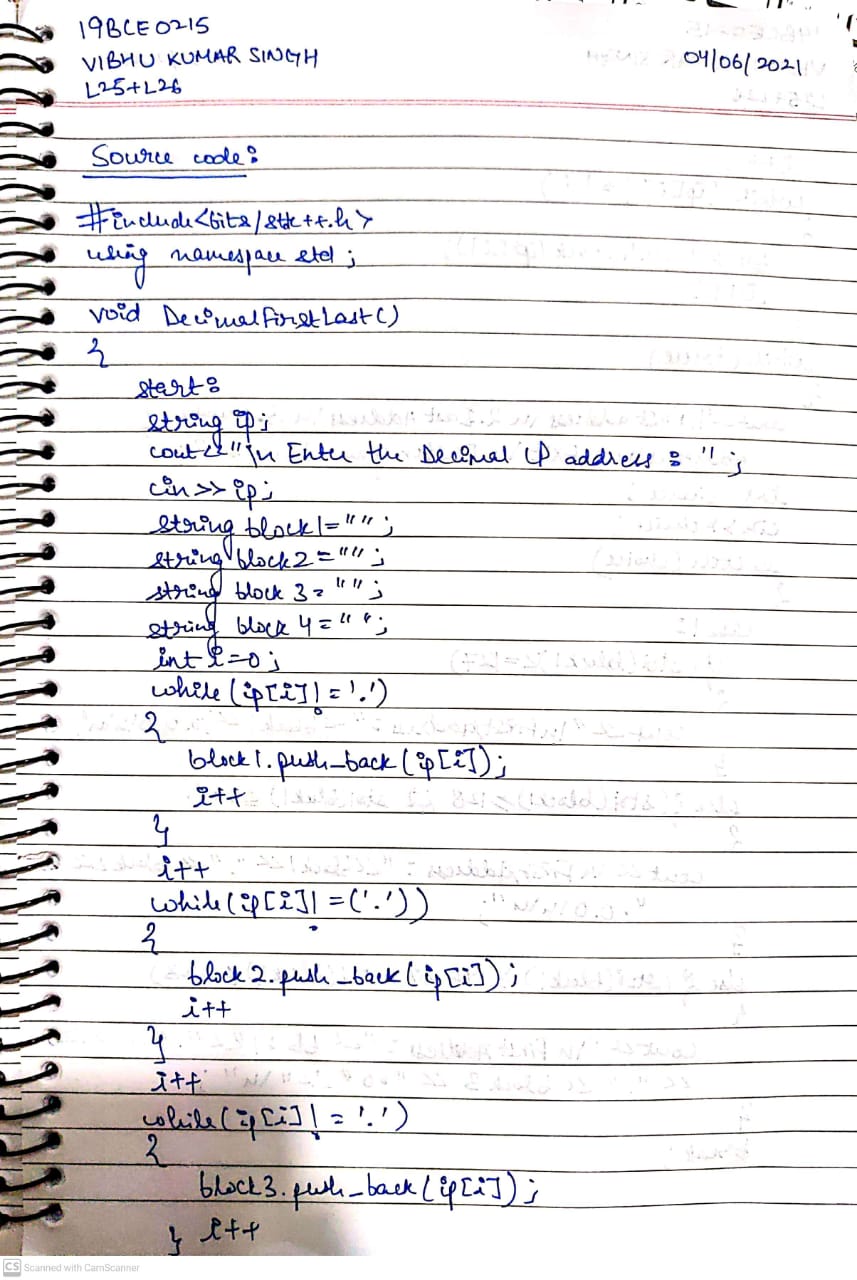 19BCE0215
VIBHU KUMAR SINGH 04/06/2021
L25+L26
Source code:
#include<bits/stdc++.h>
using namespace std;
void DecimalFirstLast()
{
start:
string ip;
cout<<"\n Enter the Decimal IP address : ";
cin>>ip;
string block1="";
string block2="";
string block 3="";
string block 4="";
int i=0;
while(ip[i]!='.')
{
block1.push_back(ip[i]);
i++
}
i++
while(ip[i]!=('.'))
{
block2.push_back(ip[i]);
i++
}
i++
while(ip[i]!='.')
{
block3.push_back(ip[i]);
} i++
CS Scanned with CamScanner